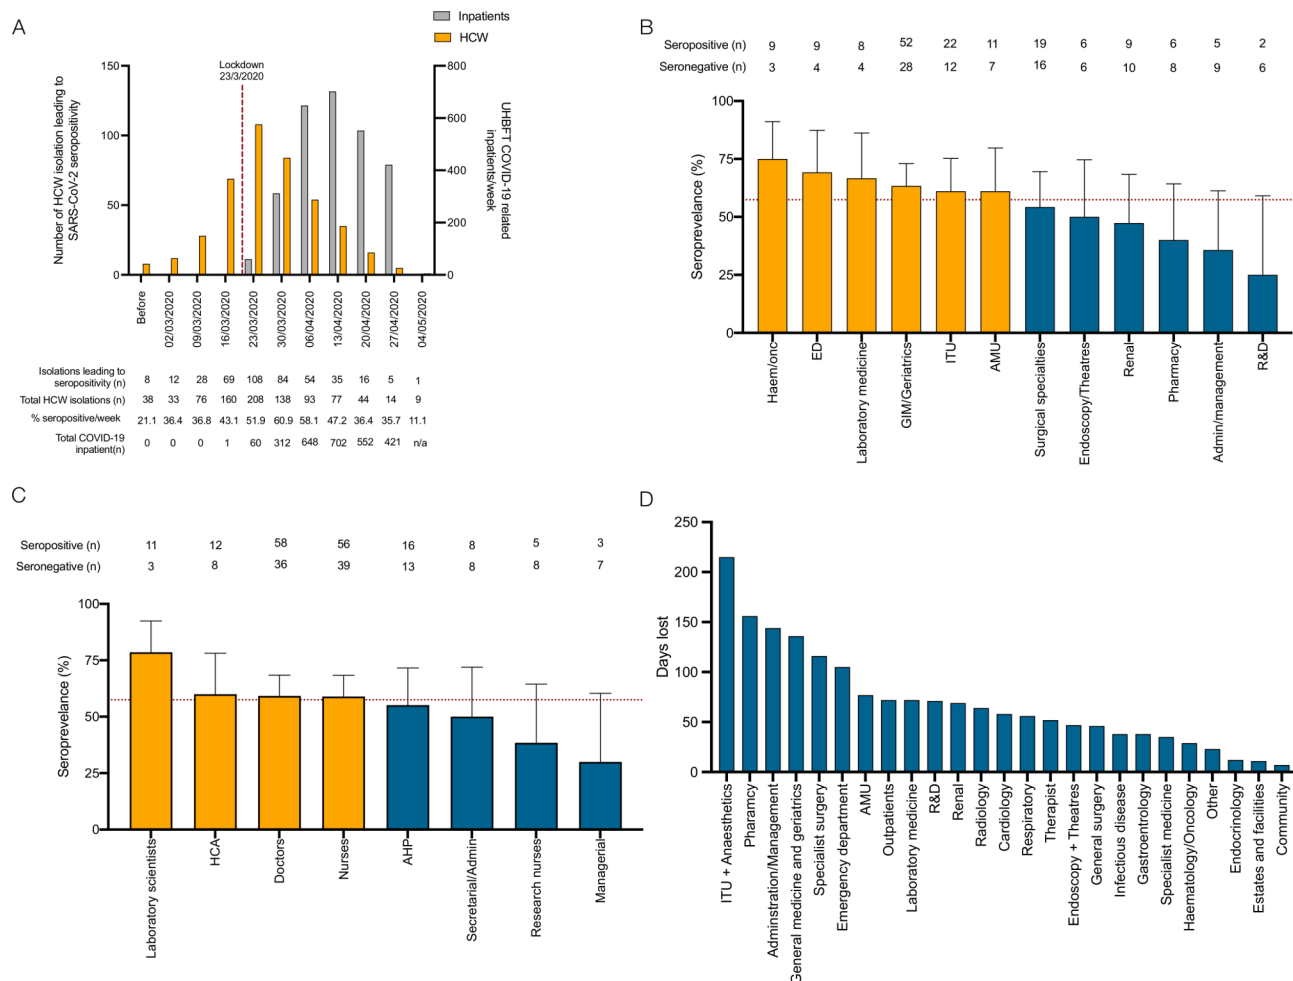 A
Inpatients
HCW
Lockdown
23/3/2020
Number of HCW isolation leading to
SARS-CoV-2 seropositivity
150
100
50
0
800
600
400
200
0
UHBFT COVID-19 related
inpatients/week
Before
02/03/2020
09/03/2020
16/03/2020
23/03/2020
30/03/2020
06/04/2020
13/04/2020
20/04/2020
27/04/2020
04/05/2020
Isolations leading to
seropositivity (n) 8 12 28 69 108 84 54 35 16 5 1
Total HCW isolations (n) 38 33 76 160 208 138 93 77 44 14 9
% seropositive/week 21.1 36.4 36.8 43.1 51.9 60.9 58.1 47.2 36.4 35.7 11.1
Total COVID-19
inpatient(n) 0 0 0 1 60 312 648 702 552 421 n/a
B
Seropositive (n) 9 9 8 52 22 11 19 6 9 6 5 2
Seronegative (n) 3 4 4 28 12 7 16 6 10 8 9 6
Seroprevelance (%)
100
75
50
25
0
Haem/onc
ED
Laboratory medicine
GIM/Geriatrics
ITU
AMU
Surgical specialties
Endoscopy/Theatres
Renal
Pharmacy
Admin/management
R&D
C
Seropositive (n) 11 12 58 56 16 8 5 3
Seronegative (n) 3 8 36 39 13 8 8 7
Seroprevelance (%)
100
75
50
25
0
Laboratory scientists
HCA
Doctors
Nurses
AHP
Secretarial/Admin
Research nurses
Managerial
D
Days lost
250
200
150
100
50
0
ITU + Anaesthetics
Pharamcy
Adminstration/Management
General medicine and geriatrics
Specialist surgery
Emergency department
AMU
Outpatients
Laboratory medicine
R&D
Renal
Radiology
Cardiology
Respiratory
Therapist
Endoscopy + Theatres
General surgery
Infectious disease
Gastroentrology
Specialist medicine
Haematology/Oncology
Other
Endocrinology
Estates and facilities
Community